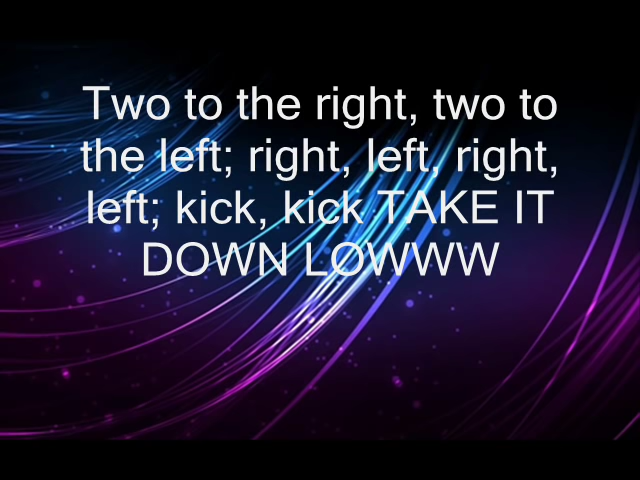 Two to the right, two to
the left; right, left, right,
left; kick, kick TAKE IT
DOWN LOWWW